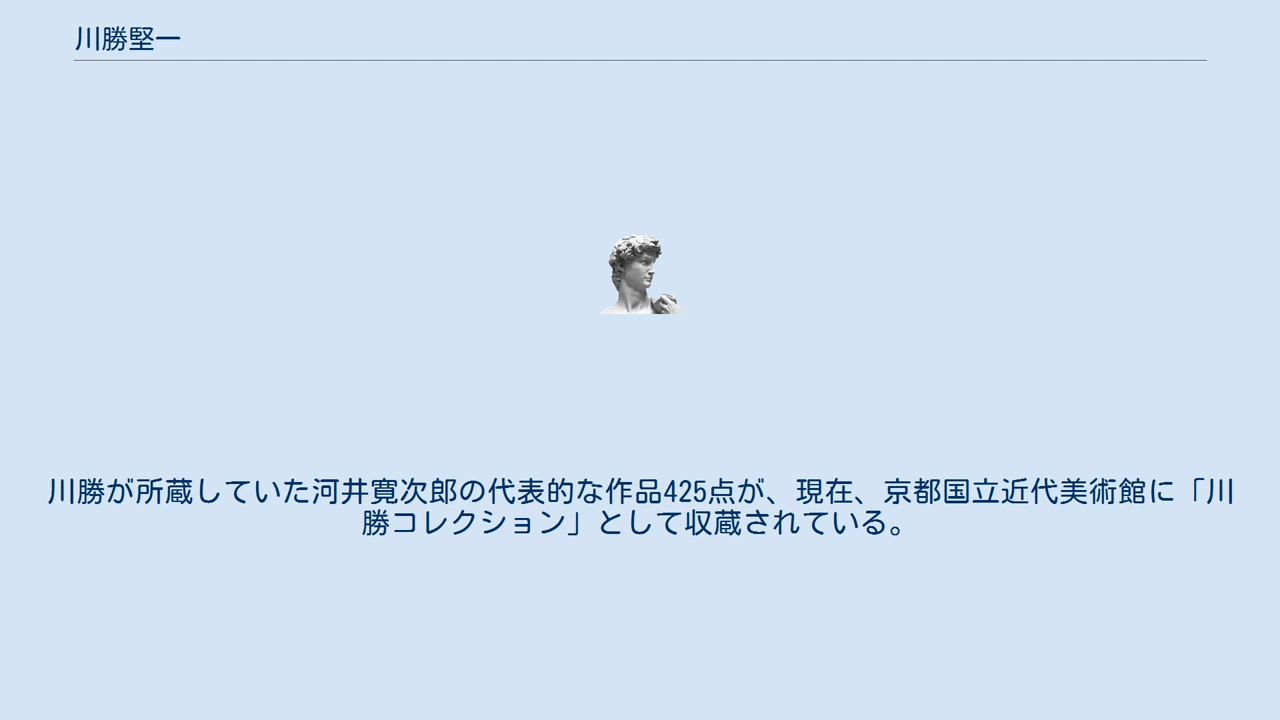 川勝堅一
川勝が所蔵していた河井寛次郎の代表的な作品425点が、現在、京都国立近代美術館に「川
勝コレクション」として収蔵されている。